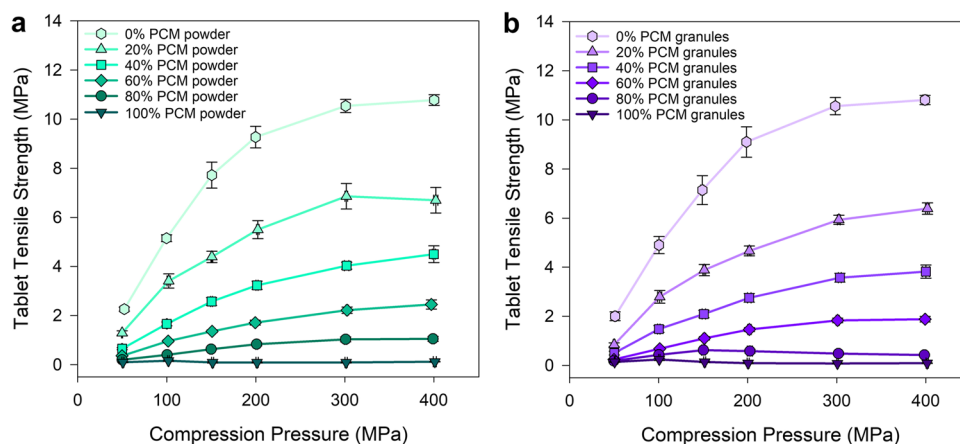 a
14
12
10
8
6
4
2
0
Tablet Tensile Strength (MPa)
0% PCM powder
20% PCM powder
40% PCM powder
60% PCM powder
80% PCM powder
100% PCM powder
0 100 200 300 400
Compression Pressure (MPa)
b
14
12
10
8
6
4
2
0
Tablet Tensile Strength (MPa)
0% PCM granules
20% PCM granules
40% PCM granules
60% PCM granules
80% PCM granules
100% PCM granules
0 100 200 300 400
Compression Pressure (MPa)